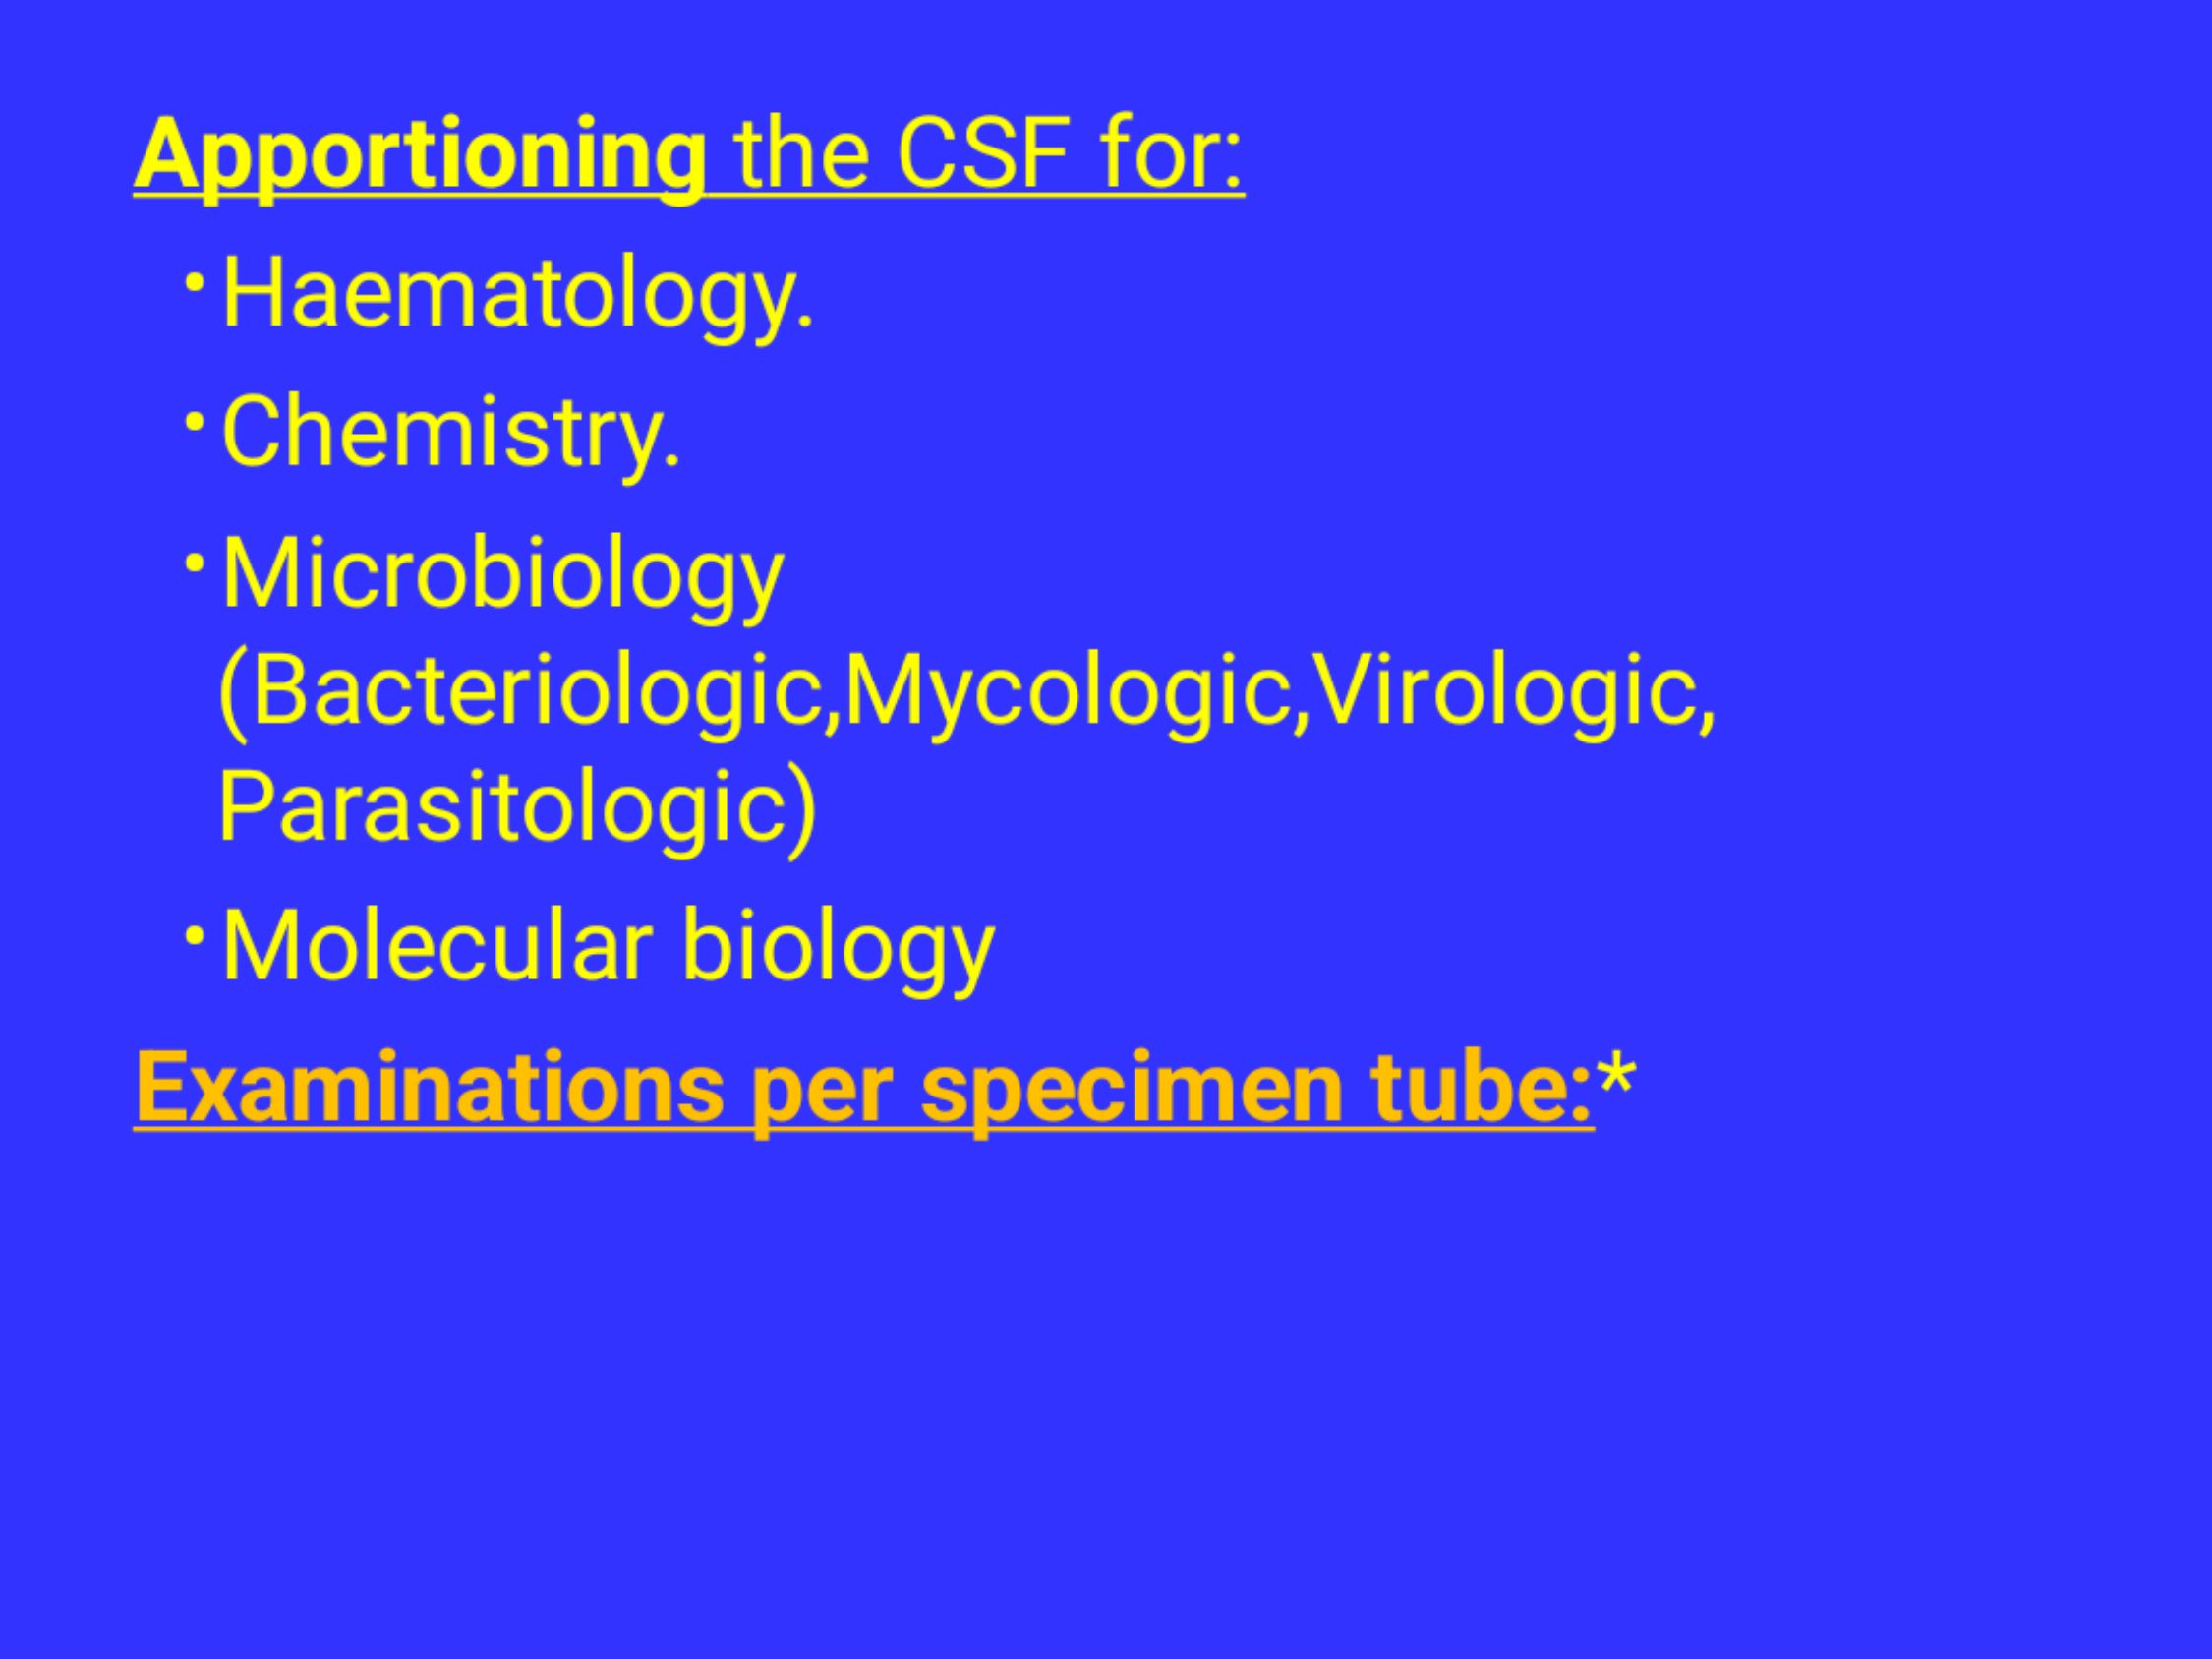 Apportioning the CSF for:
•Haematology.
•Chemistry.
•Microbiology
(Bacteriologic,Mycologic,Virologic,
Parasitologic)
•Molecular biology
Examinations per specimen tube:*